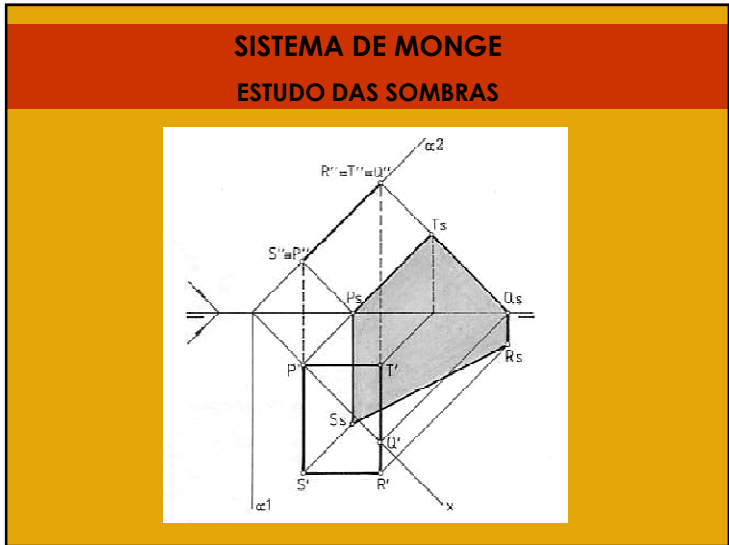 SISTEMA DE MONGE
ESTUDO DAS SOMBRAS
α2
R''≡T''≡Q''
Ts
S''≡P''
Ps
Qs
Rs
P'
T'
Ss
Q'
S'
R'
α1
x